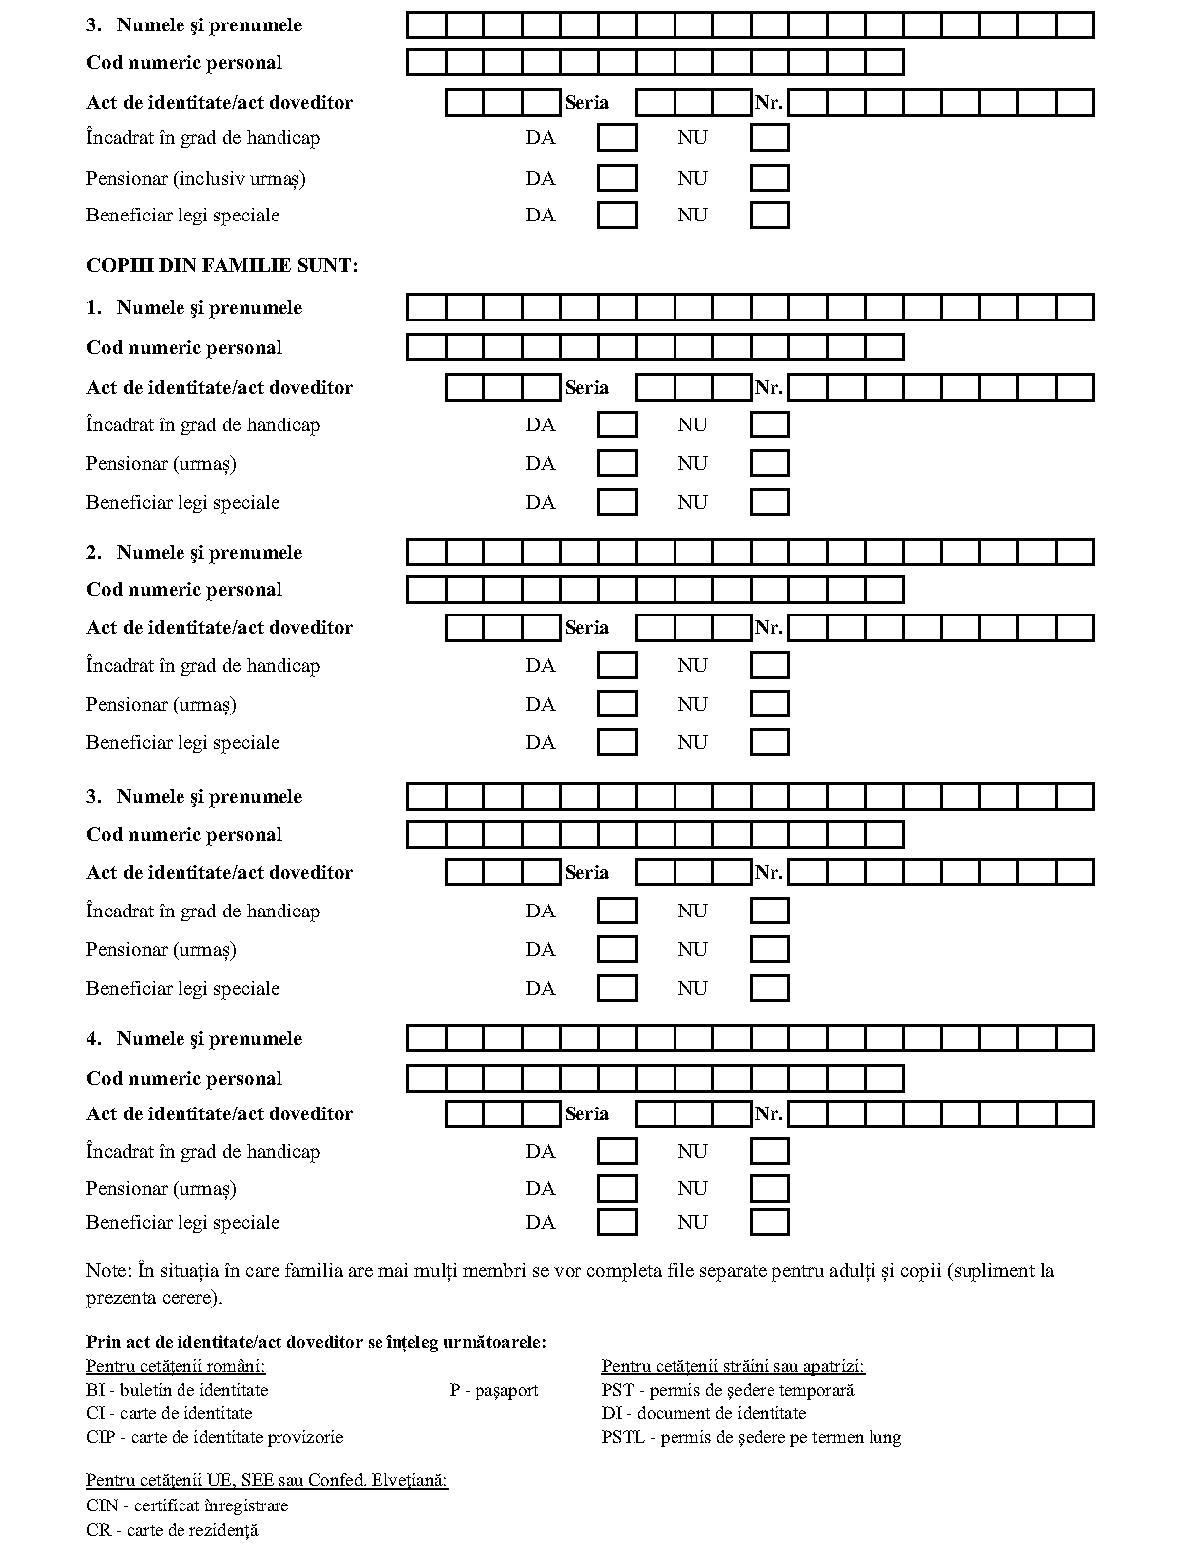 3. Numele şi prenumele
Cod numeric personal
Act de identitate/act doveditor Seria Nr.
Încadrat în grad de handicap DA NU
Pensionar (inclusiv urmaș) DA NU
Beneficiar legi speciale DA NU
COPIII DIN FAMILIE SUNT:
1. Numele şi prenumele
Cod numeric personal
Act de identitate/act doveditor Seria Nr.
Încadrat în grad de handicap DA NU
Pensionar (urmaș) DA NU
Beneficiar legi speciale DA NU
2. Numele şi prenumele
Cod numeric personal
Act de identitate/act doveditor Seria Nr.
Încadrat în grad de handicap DA NU
Pensionar (urmaș) DA NU
Beneficiar legi speciale DA NU
3. Numele şi prenumele
Cod numeric personal
Act de identitate/act doveditor Seria Nr.
Încadrat în grad de handicap DA NU
Pensionar (urmaș) DA NU
Beneficiar legi speciale DA NU
4. Numele şi prenumele
Cod numeric personal
Act de identitate/act doveditor Seria Nr.
Încadrat în grad de handicap DA NU
Pensionar (urmaș) DA NU
Beneficiar legi speciale DA NU
Note: În situația în care familia are mai mulți membri se vor completa file separate pentru adulți și copii (supliment la
prezenta cerere).
Prin act de identitate/act doveditor se înţeleg următoarele:
Pentru cetăţenii români: Pentru cetăţenii străini sau apatrizi:
BI - buletin de identitate P - paşaport PST - permis de şedere temporară
CI - carte de identitate DI - document de identitate
CIP - carte de identitate provizorie PSTL - permis de şedere pe termen lung
Pentru cetăţenii UE, SEE sau Confed. Elveţiană:
CIN - certificat înregistrare
CR - carte de rezidenţă